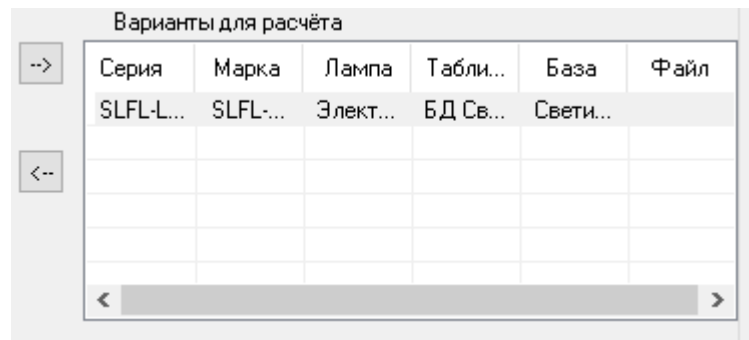 Варианты для расчёта
-->
Серия Марка Лампа Табли... База Файл
SLFL-L... SLFL-... Элект... БД Св... Свети...
<--